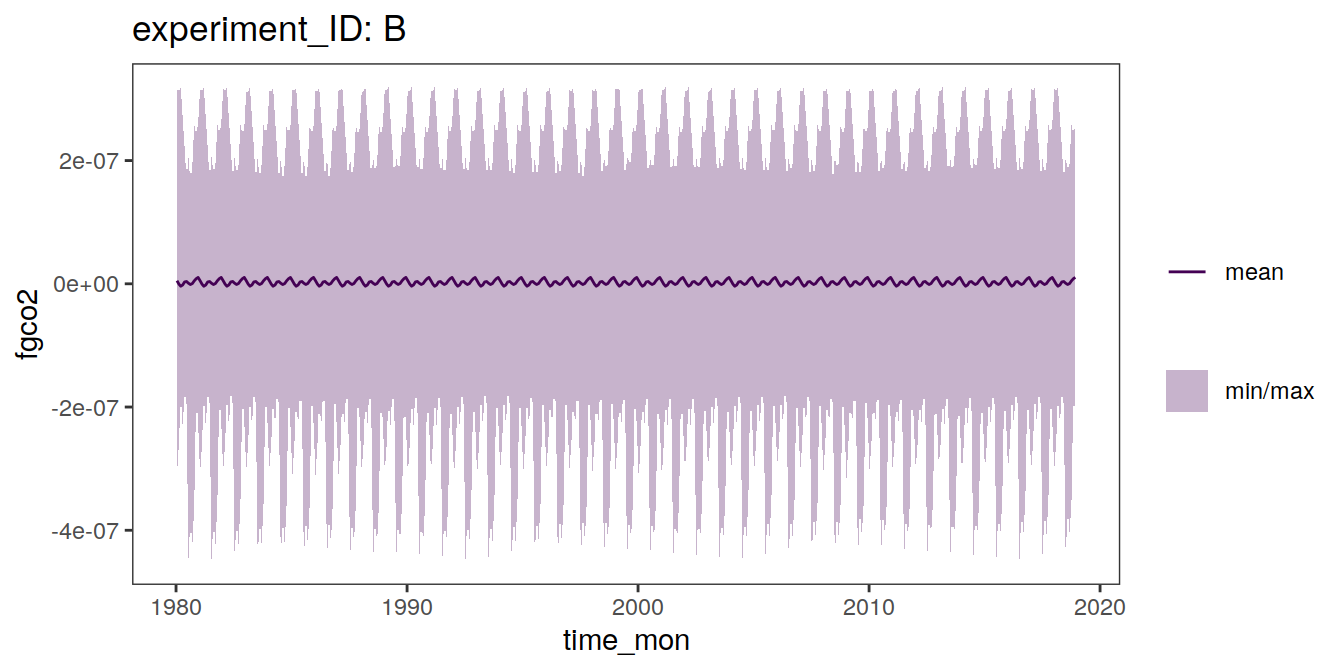 experiment_ID: B
fgco2
2e-07
0e+00
-2e-07
-4e-07
1980
1990
2000
2010
2020
time_mon
mean
min/max